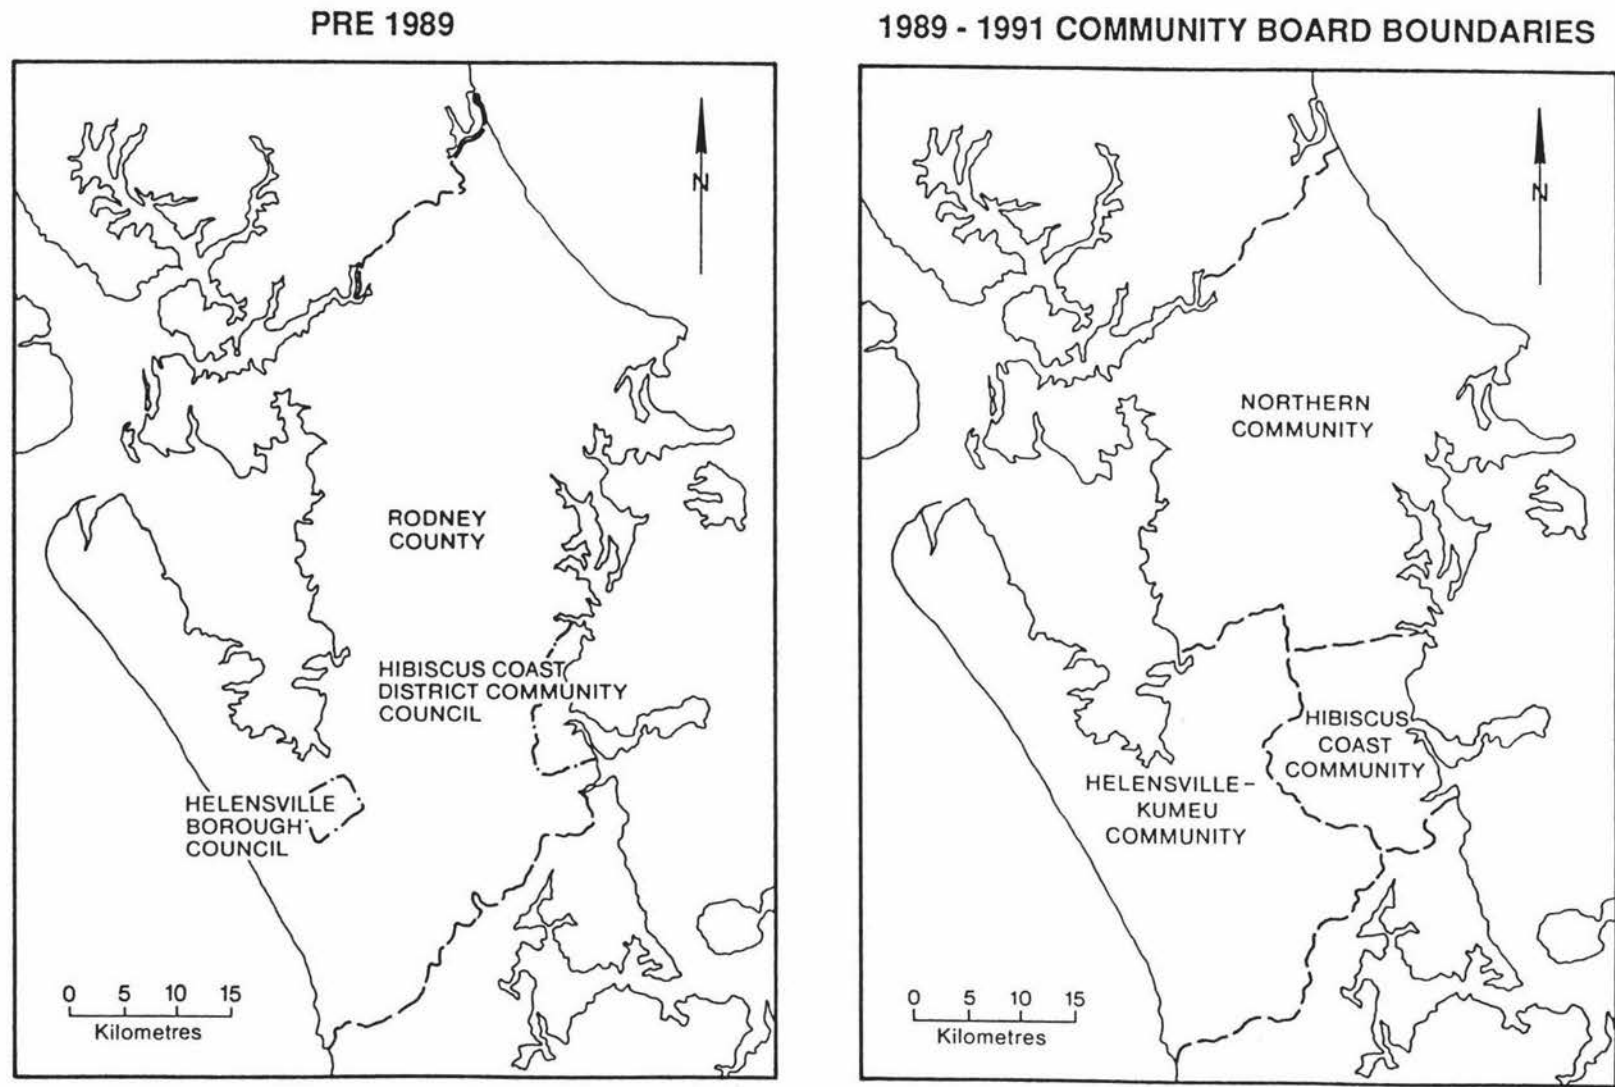 PRE 1989
N
RODNEY
COUNTY
HIBISCUS COAST
DISTRICT COMMUNITY
COUNCIL
HELENSVILLE
BOROUGH
COUNCIL
0 5 10 15
Kilometres
1989 - 1991 COMMUNITY BOARD BOUNDARIES
N
NORTHERN
COMMUNITY
HIBISCUS
COAST
COMMUNITY
HELENSVILLE-
KUMEU
COMMUNITY
0 5 10 15
Kilometres